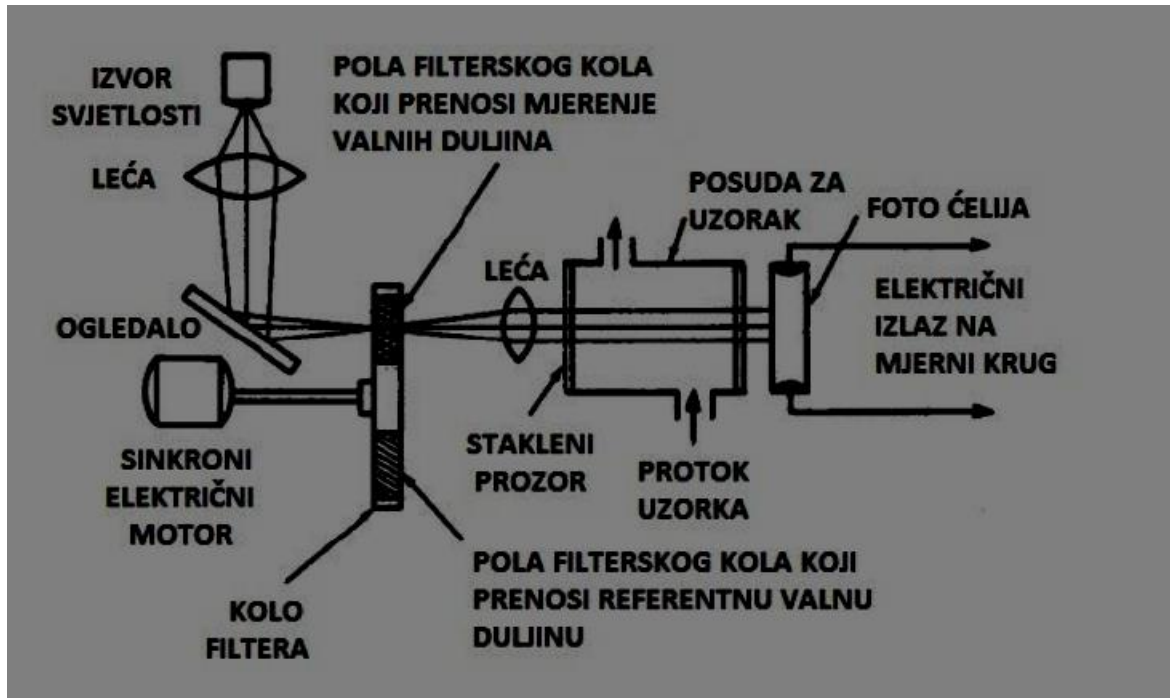 IZVOR
SVJETLOSTI
LEĆA
POLA FILTERSKOG KOLA
KOJI PRENOSI MJERENJE
VALNIH DULJINA
POSUDA ZA
UZORAK
FOTO ĆELIJA
LEĆA
OGLEDALO
ELEKTRIČNI
IZLAZ NA
MJERNI KRUG
SINKRONI
ELEKTRIČNI
MOTOR
STAKLENI
PROZOR
PROTOK
UZORKA
KOLO
FILTERA
POLA FILTERSKOG KOLA KOJI
PRENOSI REFERENTNU VALNU
DULJINU